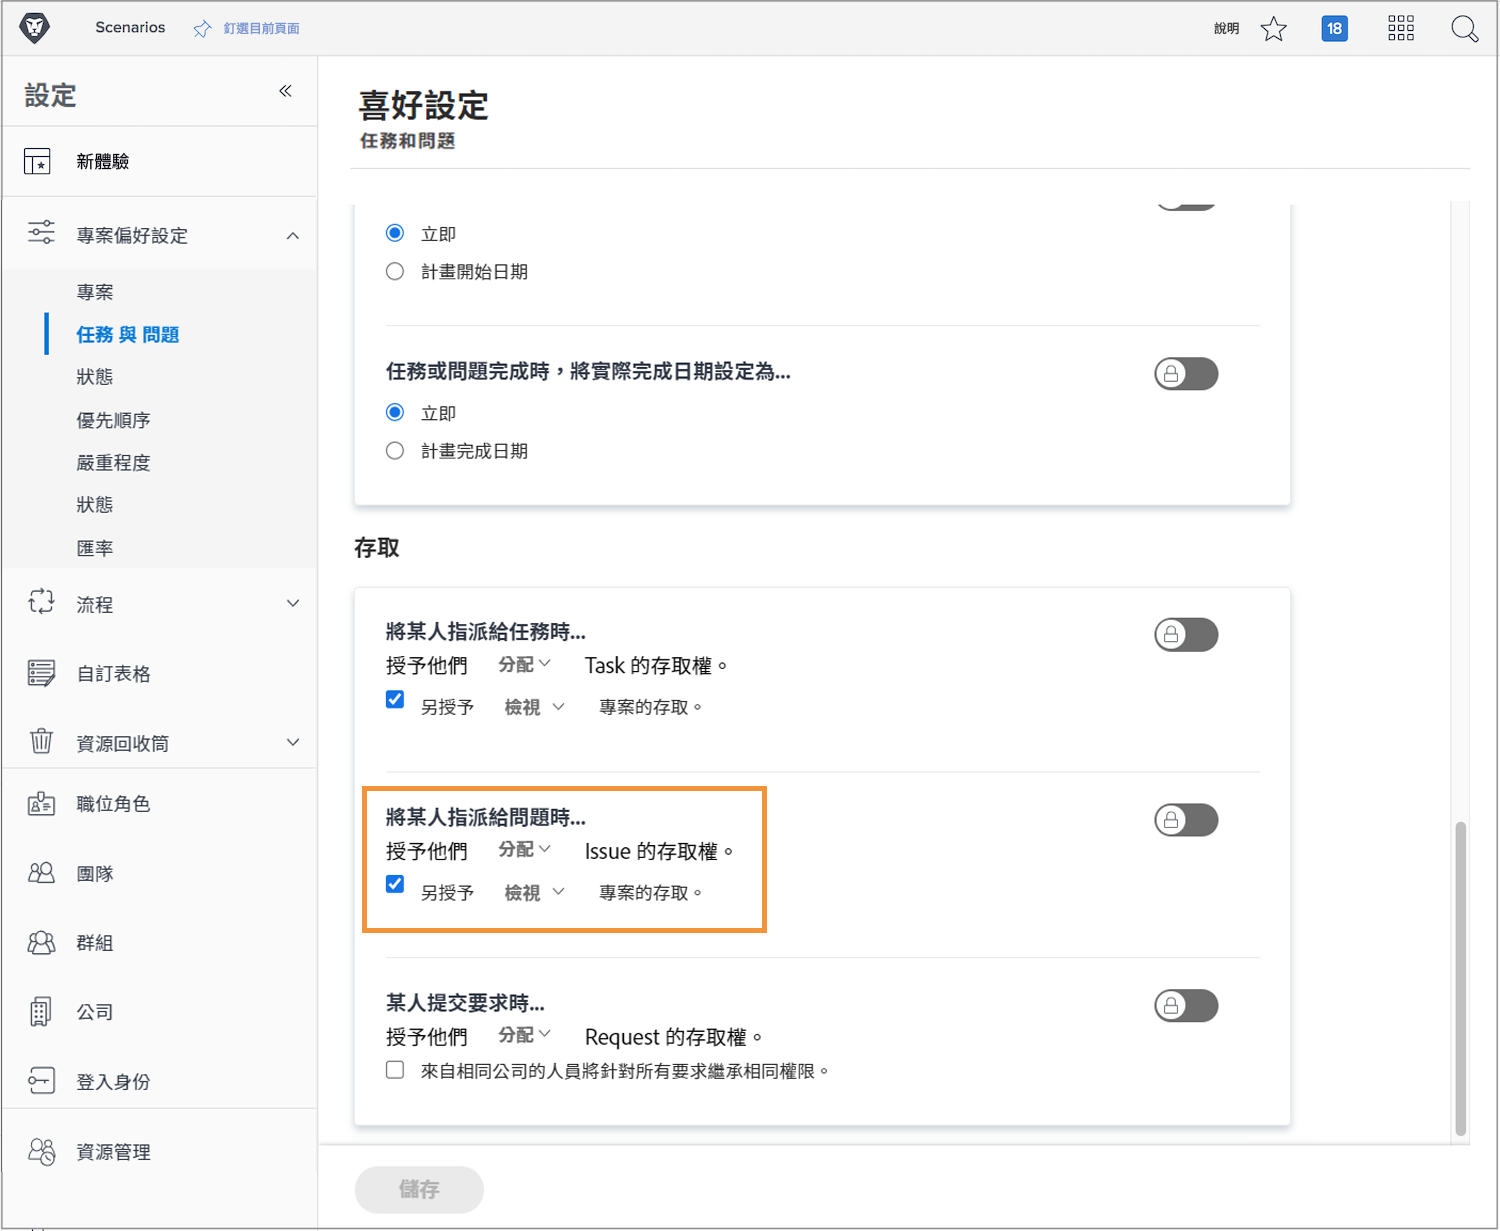 Scenarios
釘選目前頁面
說明
18
設定
新體驗
專案偏好設定
專案
任務 與 問題
狀態
優先順序
嚴重程度
狀態
匯率
流程
自訂表格
資源回收筒
職位角色
團隊
群組
公司
登入身份
資源管理
喜好設定
任務和問題
立即
計畫開始日期
任務或問題完成時，將實際完成日期設定為...
立即
計畫完成日期
存取
將某人指派給任務時...
授予他們 分配 Task 的存取權。
另授予 檢視 專案的存取。
將某人指派給問題時...
授予他們 分配 Issue 的存取權。
另授予 檢視 專案的存取。
某人提交要求時...
授予他們 分配 Request 的存取權。
來自相同公司的人員將針對所有要求繼承相同權限。
儲存